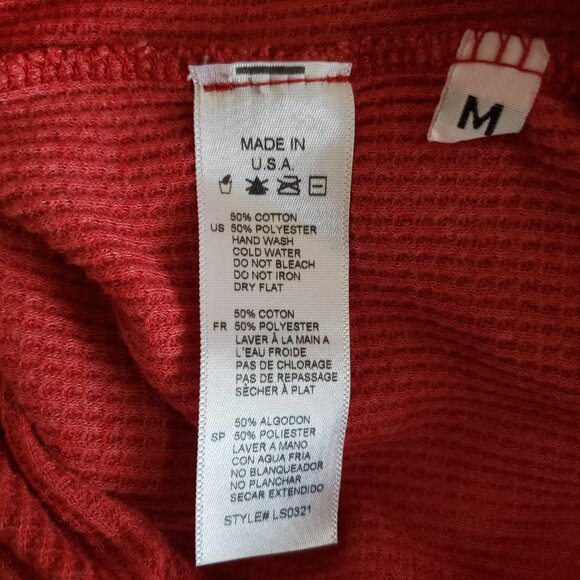 M
MADE IN
U.S.A.
50% COTTON
US 50% POLYESTER
HAND WASH
COLD WATER
DO NOT BLEACH
DO NOT IRON
DRY FLAT
50% COTON
FR 50% POLYESTER
LAVER À LA MAIN A
L'EAU FROIDE
PAS DE CHLORAGE
PAS DE REPASSAGE
SÈCHER À PLAT
50% ALGODON
SP 50% POLIESTER
LAVER A MANO
CON AGUA FRIA
NO BLANQUEADOR
NO PLANCHAR
SECAR EXTENDIDO
STYLE# LS0321